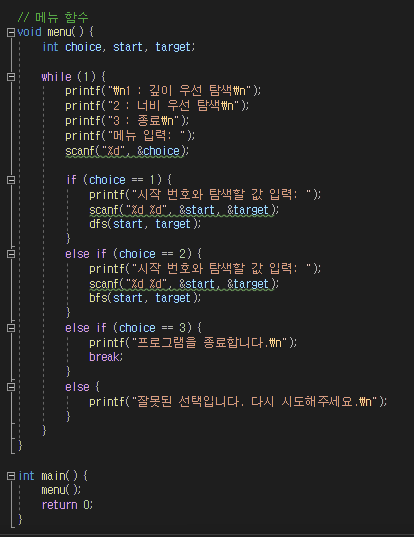 // 메뉴 함수
void menu() {
    int choice, start, target;

    while (1) {
        printf("₩n1 : 깊이 우선 탐색₩n");
        printf("2 : 너비 우선 탐색₩n");
        printf("3 : 종료₩n");
        printf("메뉴 입력: ");
        scanf("%d", &choice);

        if (choice == 1) {
            printf("시작 번호와 탐색할 값 입력: ");
            scanf("%d %d", &start, &target);
            dfs(start, target);
        }
        else if (choice == 2) {
            printf("시작 번호와 탐색할 값 입력: ");
            scanf("%d %d", &start, &target);
            bfs(start, target);
        }
        else if (choice == 3) {
            printf("프로그램을 종료합니다.₩n");
            break;
        }
        else {
            printf("잘못된 선택입니다. 다시 시도해주세요.₩n");
        }
    }
}

int main() {
    menu();
    return 0;
}